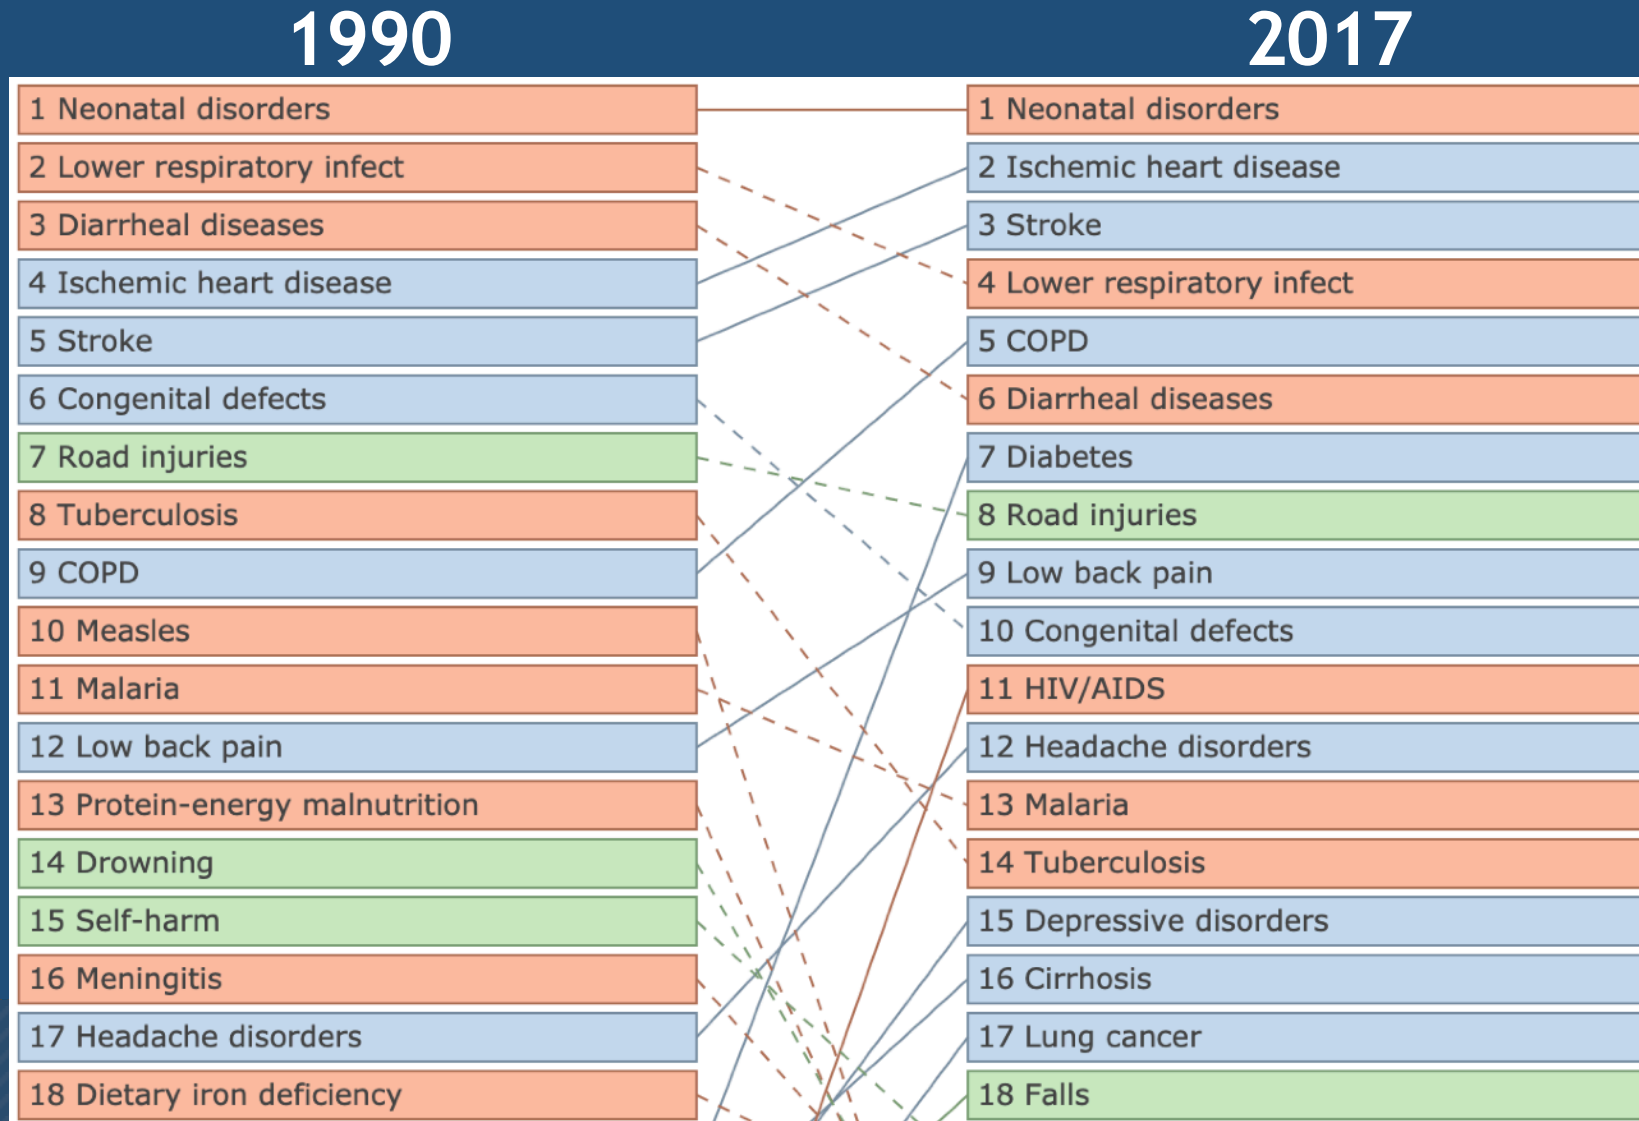 1990
2017
1 Neonatal disorders
2 Lower respiratory infect
3 Diarrheal diseases
4 Ischemic heart disease
5 Stroke
6 Congenital defects
7 Road injuries
8 Tuberculosis
9 COPD
10 Measles
11 Malaria
12 Low back pain
13 Protein-energy malnutrition
14 Drowning
15 Self-harm
16 Meningitis
17 Headache disorders
18 Dietary iron deficiency
1 Neonatal disorders
2 Ischemic heart disease
3 Stroke
4 Lower respiratory infect
5 COPD
6 Diarrheal diseases
7 Diabetes
8 Road injuries
9 Low back pain
10 Congenital defects
11 HIV/AIDS
12 Headache disorders
13 Malaria
14 Tuberculosis
15 Depressive disorders
16 Cirrhosis
17 Lung cancer
18 Falls